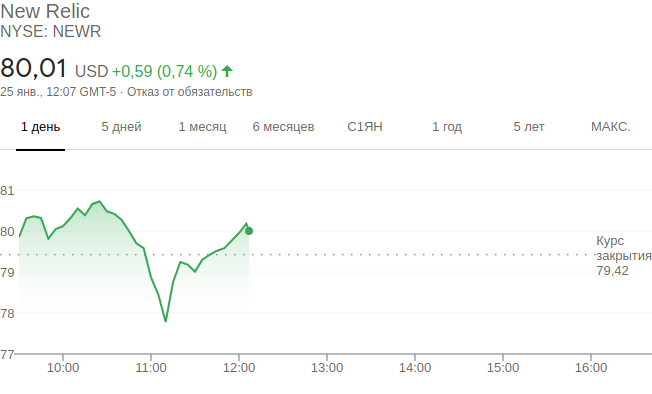 New Relic
NYSE: NEWR
80,01 USD +0,59 (0,74 %)
25 янв., 12:07 GMT-5 · Отказ от обязательств
1 день 5 дней 1 месяц 6 месяцев С1ЯН 1 год 5 лет МАКС.
81
80
79
78
77
Курс
закрытия
79,42
10:00 11:00 12:00 13:00 14:00 15:00 16:00